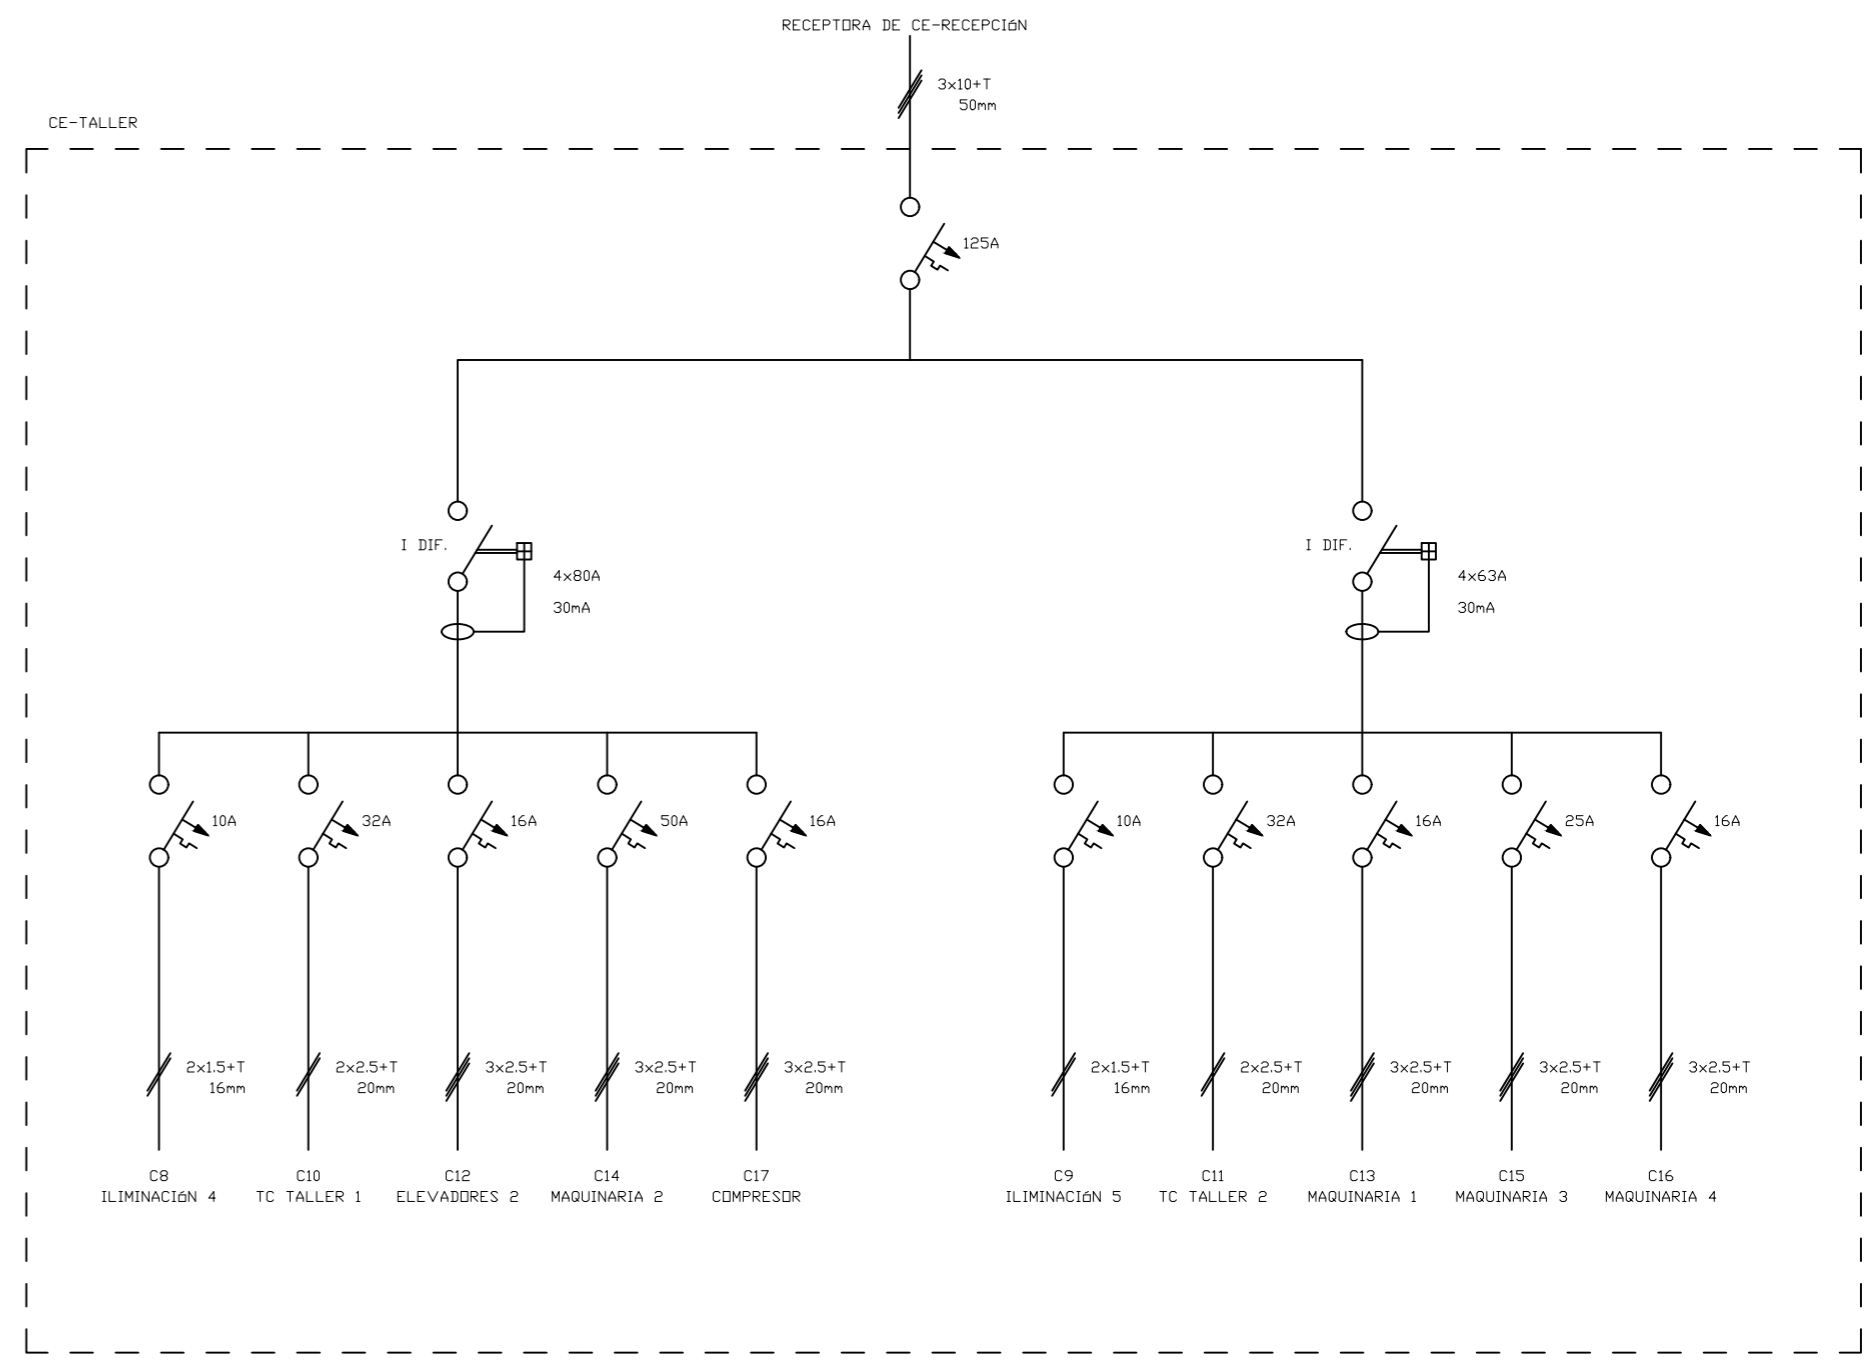 RECEPTORA DE CE-RECEPCIóN
3x10+T
50mm
CE-TALLER
125A
I DIF.
4x80A
30mA
I DIF.
4x63A
30mA
10A
32A
16A
50A
16A
10A
32A
16A
25A
16A
2x1.5+T
16mm
2x2.5+T
20mm
3x2.5+T
20mm
3x2.5+T
20mm
3x2.5+T
20mm
2x1.5+T
16mm
2x2.5+T
20mm
3x2.5+T
20mm
3x2.5+T
20mm
3x2.5+T
20mm
C8
ILIMINACIóN 4
C10
TC TALLER 1
C12
ELEVADORES 2
C14
MAQUINARIA 2
C17
COMPRESOR
C9
ILIMINACIóN 5
C11
TC TALLER 2
C13
MAQUINARIA 1
C15
MAQUINARIA 3
C16
MAQUINARIA 4